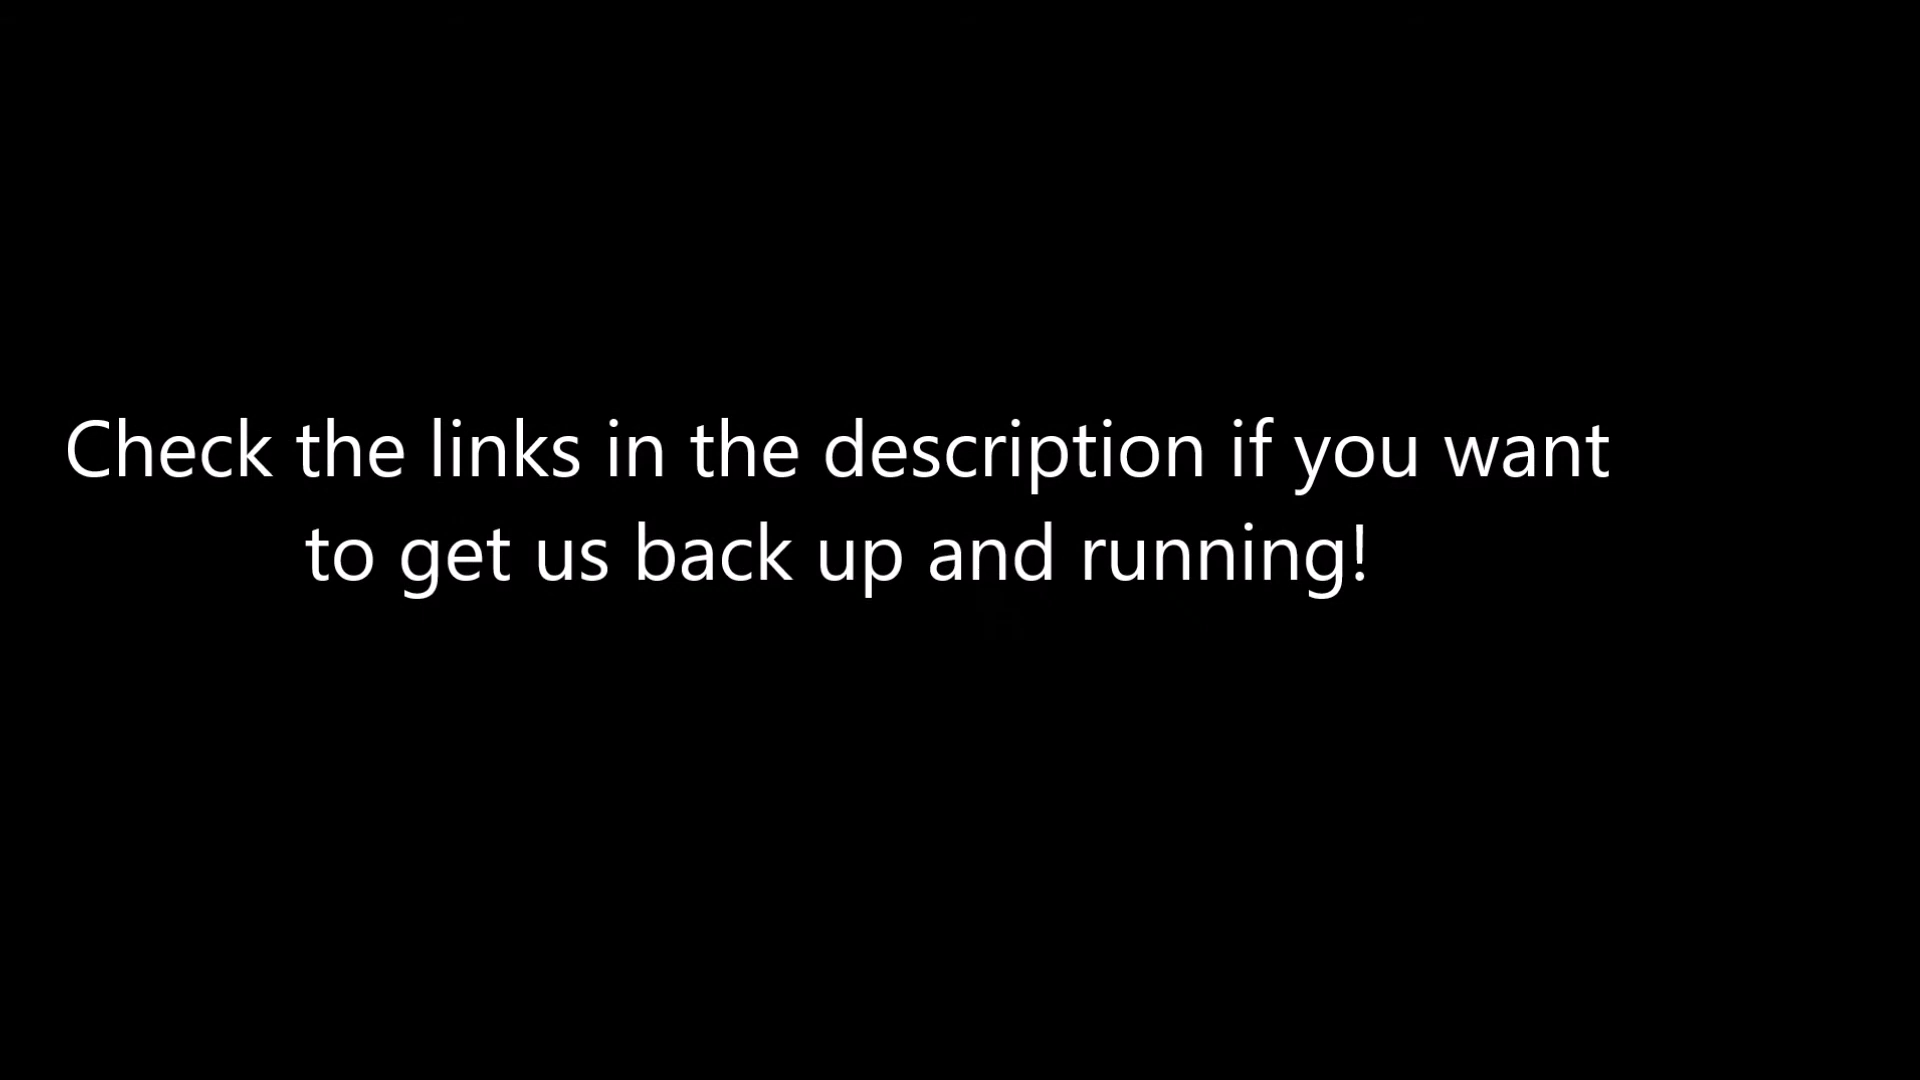 Check the links in the description if you want
to get us back up and running!